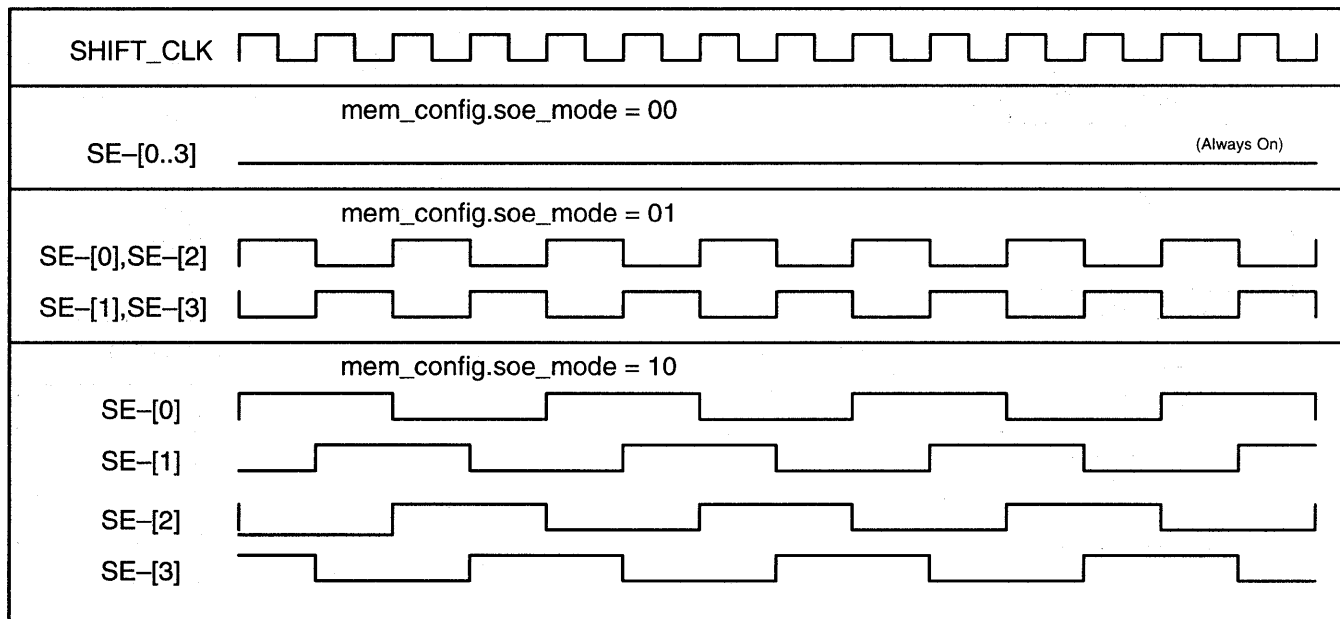 SHIFT_CLK
mem_config.soe_mode = 00
SE–[0..3]
(Always On)
mem_config.soe_mode = 01
SE–[0],SE–[2]
SE–[1],SE–[3]
mem_config.soe_mode = 10
SE–[0]
SE–[1]
SE–[2]
SE–[3]